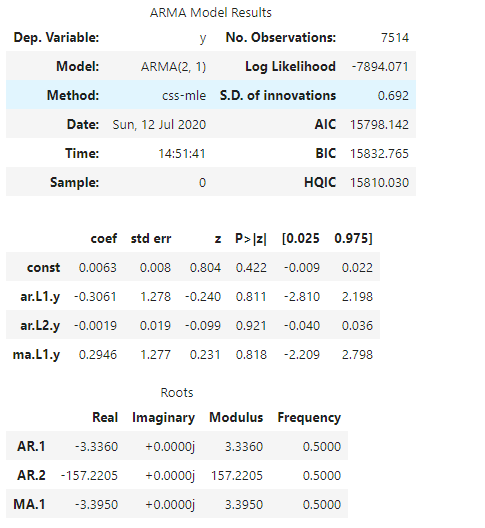 ARMA Model Results
Dep. Variable: y No. Observations: 7514
Model: ARMA(2, 1) Log Likelihood -7894.071
Method: css-mle S.D. of innovations 0.692
Date: Sun, 12 Jul 2020 AIC 15798.142
Time: 14:51:41 BIC 15832.765
Sample: 0 HQIC 15810.030
coef std err z P>|z| [0.025 0.975]
const 0.0063 0.008 0.804 0.422 -0.009 0.022
ar.L1.y -0.3061 1.278 -0.240 0.811 -2.810 2.198
ar.L2.y -0.0019 0.019 -0.099 0.921 -0.040 0.036
ma.L1.y 0.2946 1.277 0.231 0.818 -2.209 2.798
Roots
Real Imaginary Modulus Frequency
AR.1 -3.3360 +0.0000j 3.3360 0.5000
AR.2 -157.2205 +0.0000j 157.2205 0.5000
MA.1 -3.3950 +0.0000j 3.3950 0.5000